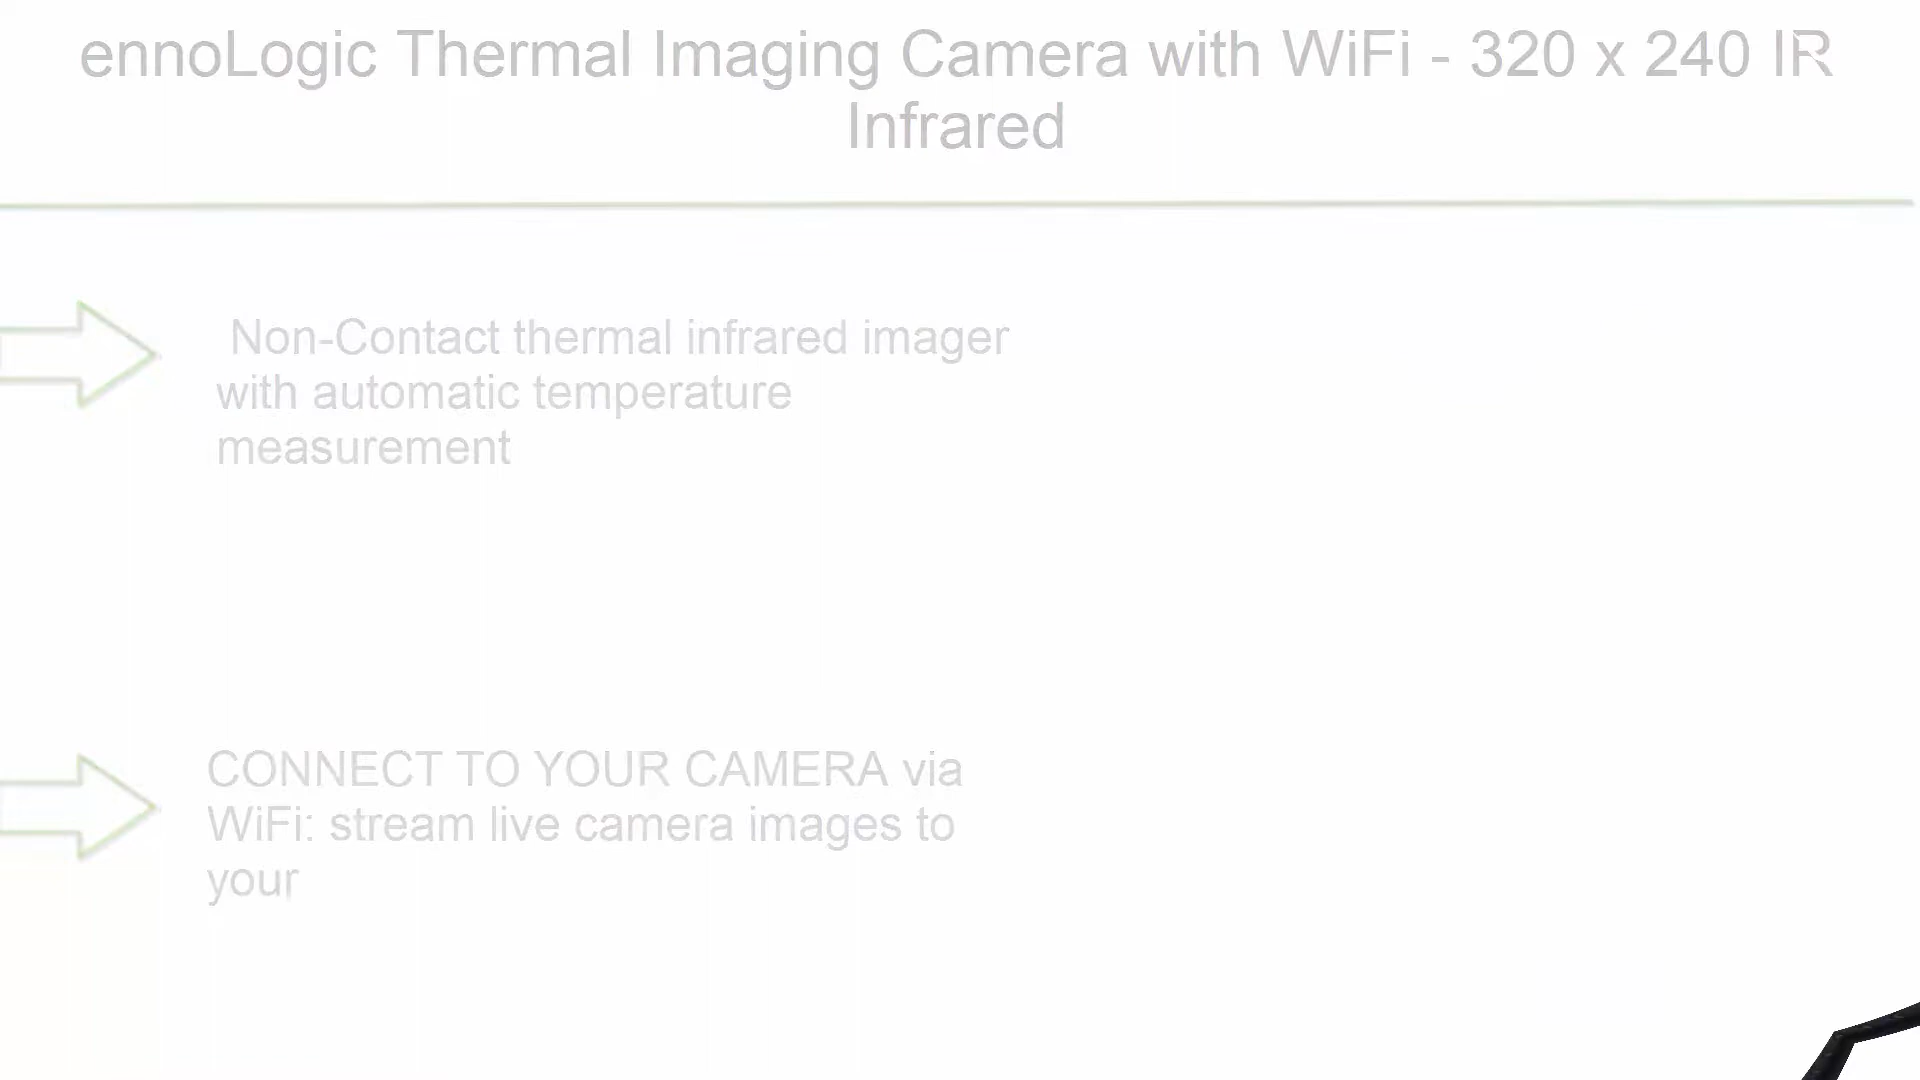 ennoLogic Thermal Imaging Camera with WiFi - 320 x 240 IR
Infrared
Non-Contact thermal infrared imager
with automatic temperature
measurement
CONNECT TO YOUR CAMERA via
WiFi: stream live camera images to
your